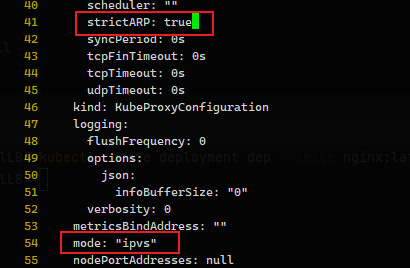 40 scheduler: ""
41 strictARP: true
42 syncPeriod: 0s
43 tcpFinTimeout: 0s
44 tcpTimeout: 0s
45 udpTimeout: 0s
46 kind: KubeProxyConfiguration
47 logging:
48 flushFrequency: 0
49 options:
50 json:
51 infoBufferSize: "0"
52 verbosity: 0
53 metricsBindAddress: ""
54 mode: "ipvs"
55 nodePortAddresses: null